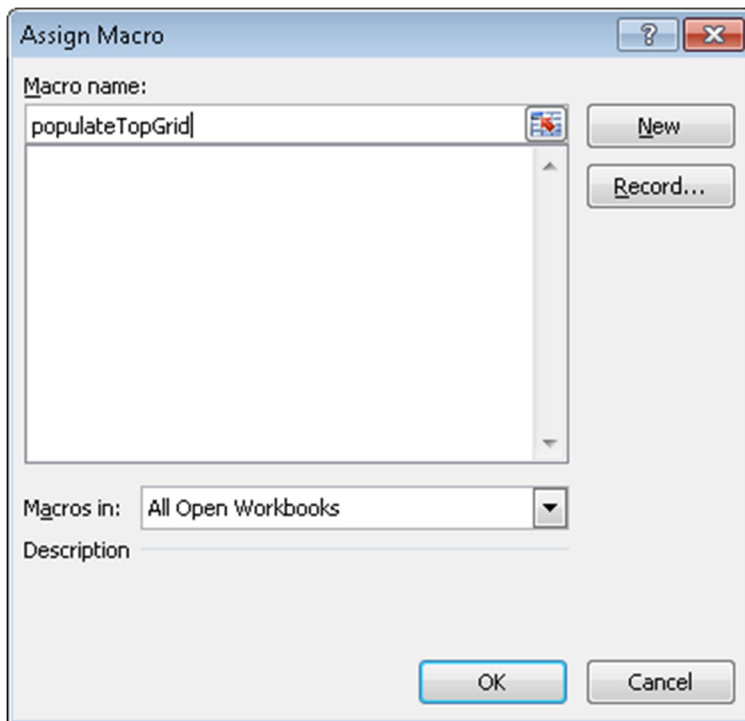 Assign Macro
Macro name:
populateTopGrid
New
Record...
Macros in:
All Open Workbooks
Description
OK
Cancel